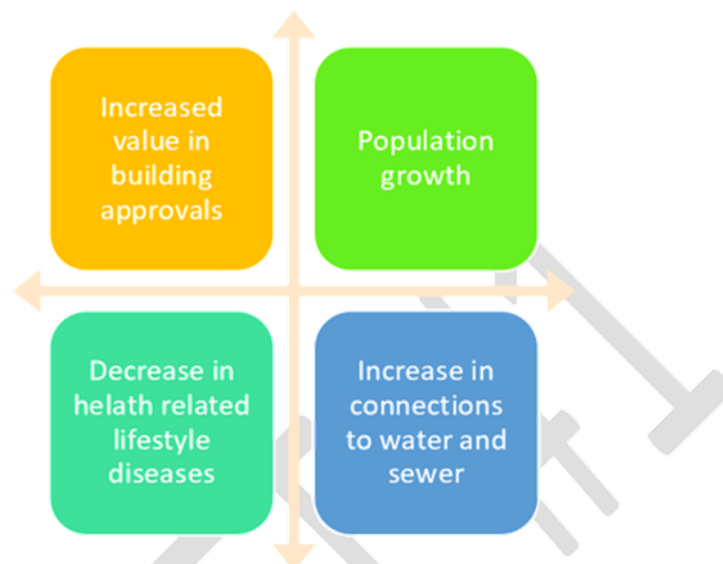 Increased
value in
building
approvals
Population
growth
Decrease in
helath related
lifestyle
diseases
Increase in
connections
to water and
sewer